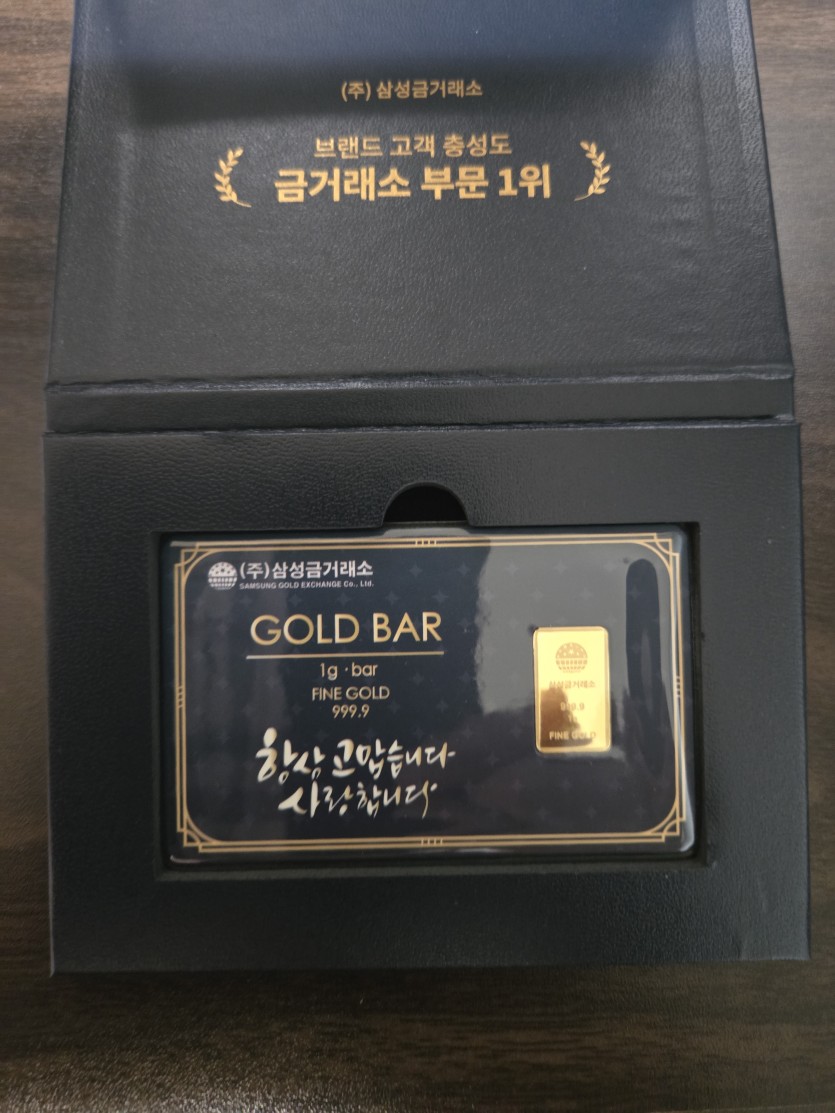 (주) 삼성금거래소
브랜드 고객 충성도
금거래소 부문 1위
(주)삼성금거래소
SAMSUNG GOLD EXCHANGE Co., Ltd.
GOLD BAR
1g · bar
FINE GOLD
999.9
항상 고맙습니다
사랑합니다
삼성금거래소
999.9
1g
FINE GOLD